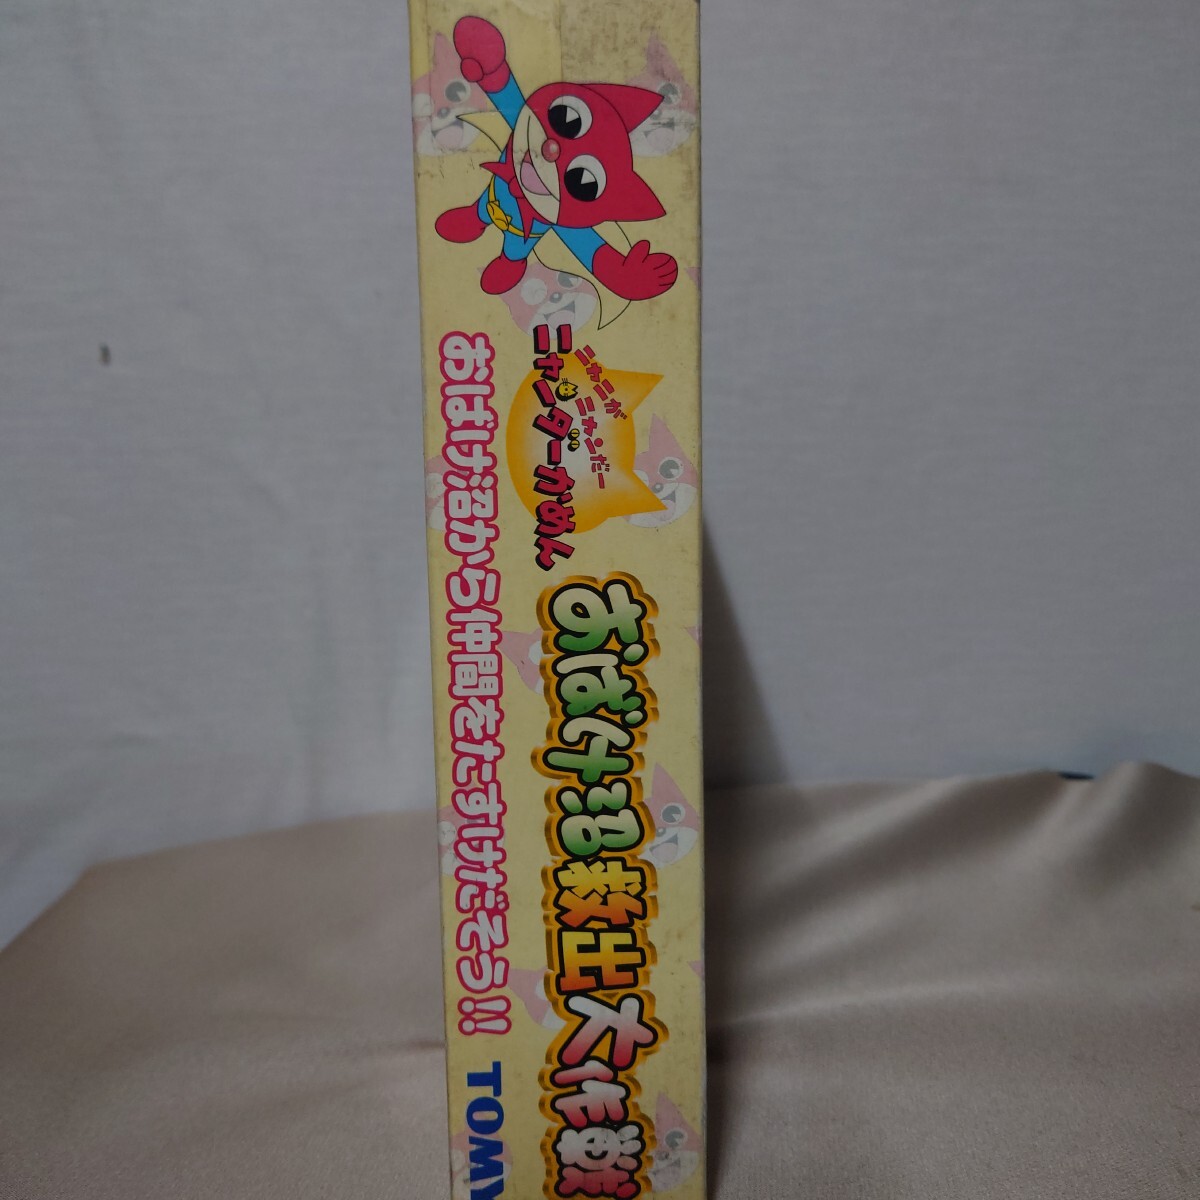 ニャニが
ニャンだー
ニャンダーかめん
おばけ沼救出大作戦
おばけ沼から仲間をたすけだそう!!
TOMY